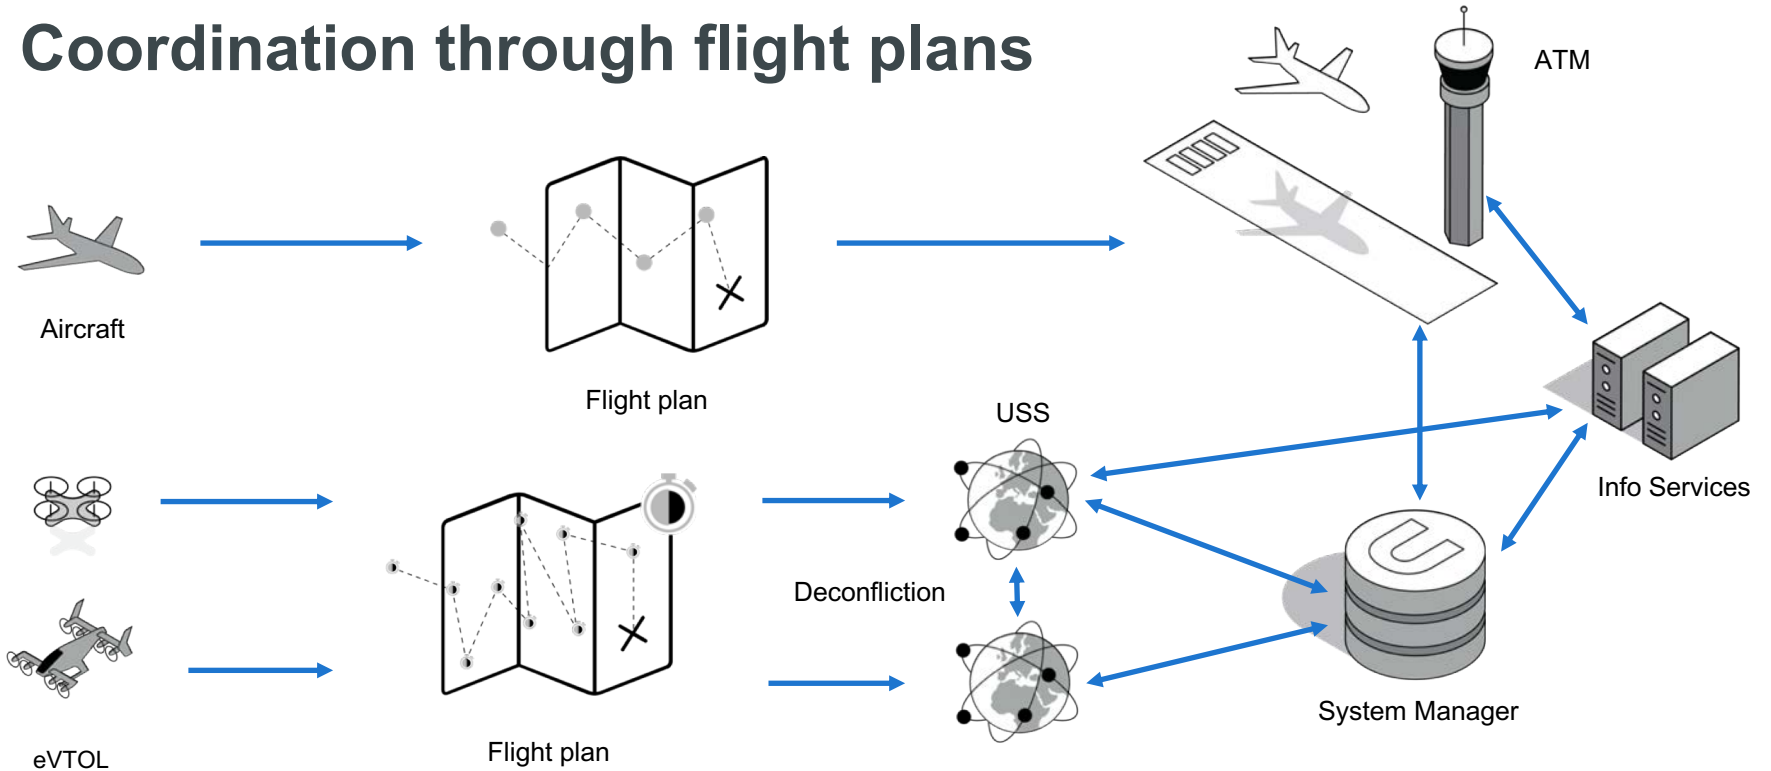 Coordination through flight plans
ATM
Aircraft
Flight plan
USS
Info Services
Deconfliction
System Manager
Flight plan
eVTOL